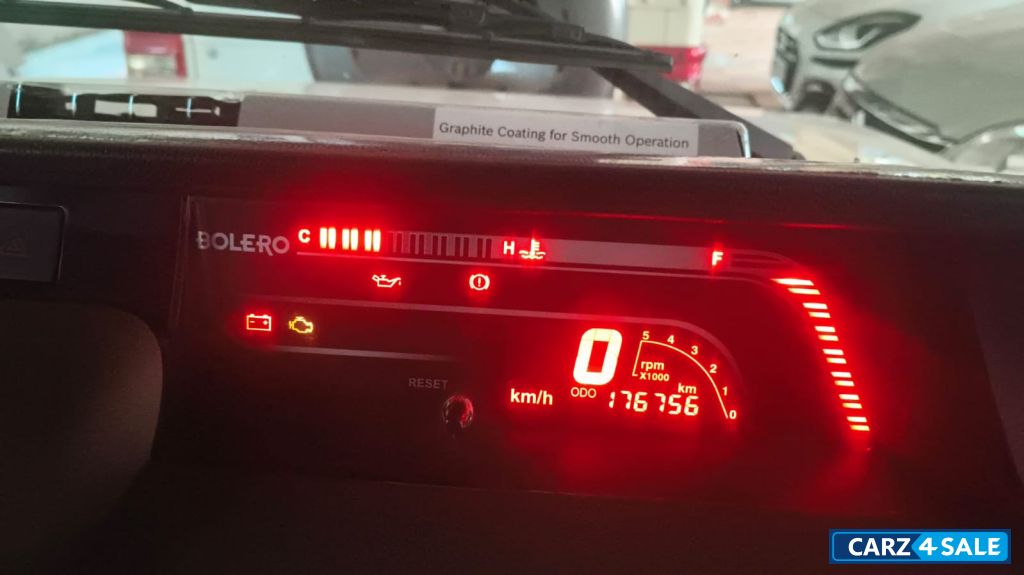 Graphite Coating for Smooth Operation
BOLERO
C
H
F
RESET
0
km/h
5 4 3 2 1 0
rpm
X1000
km
ODO 176756
CARZ4SALE